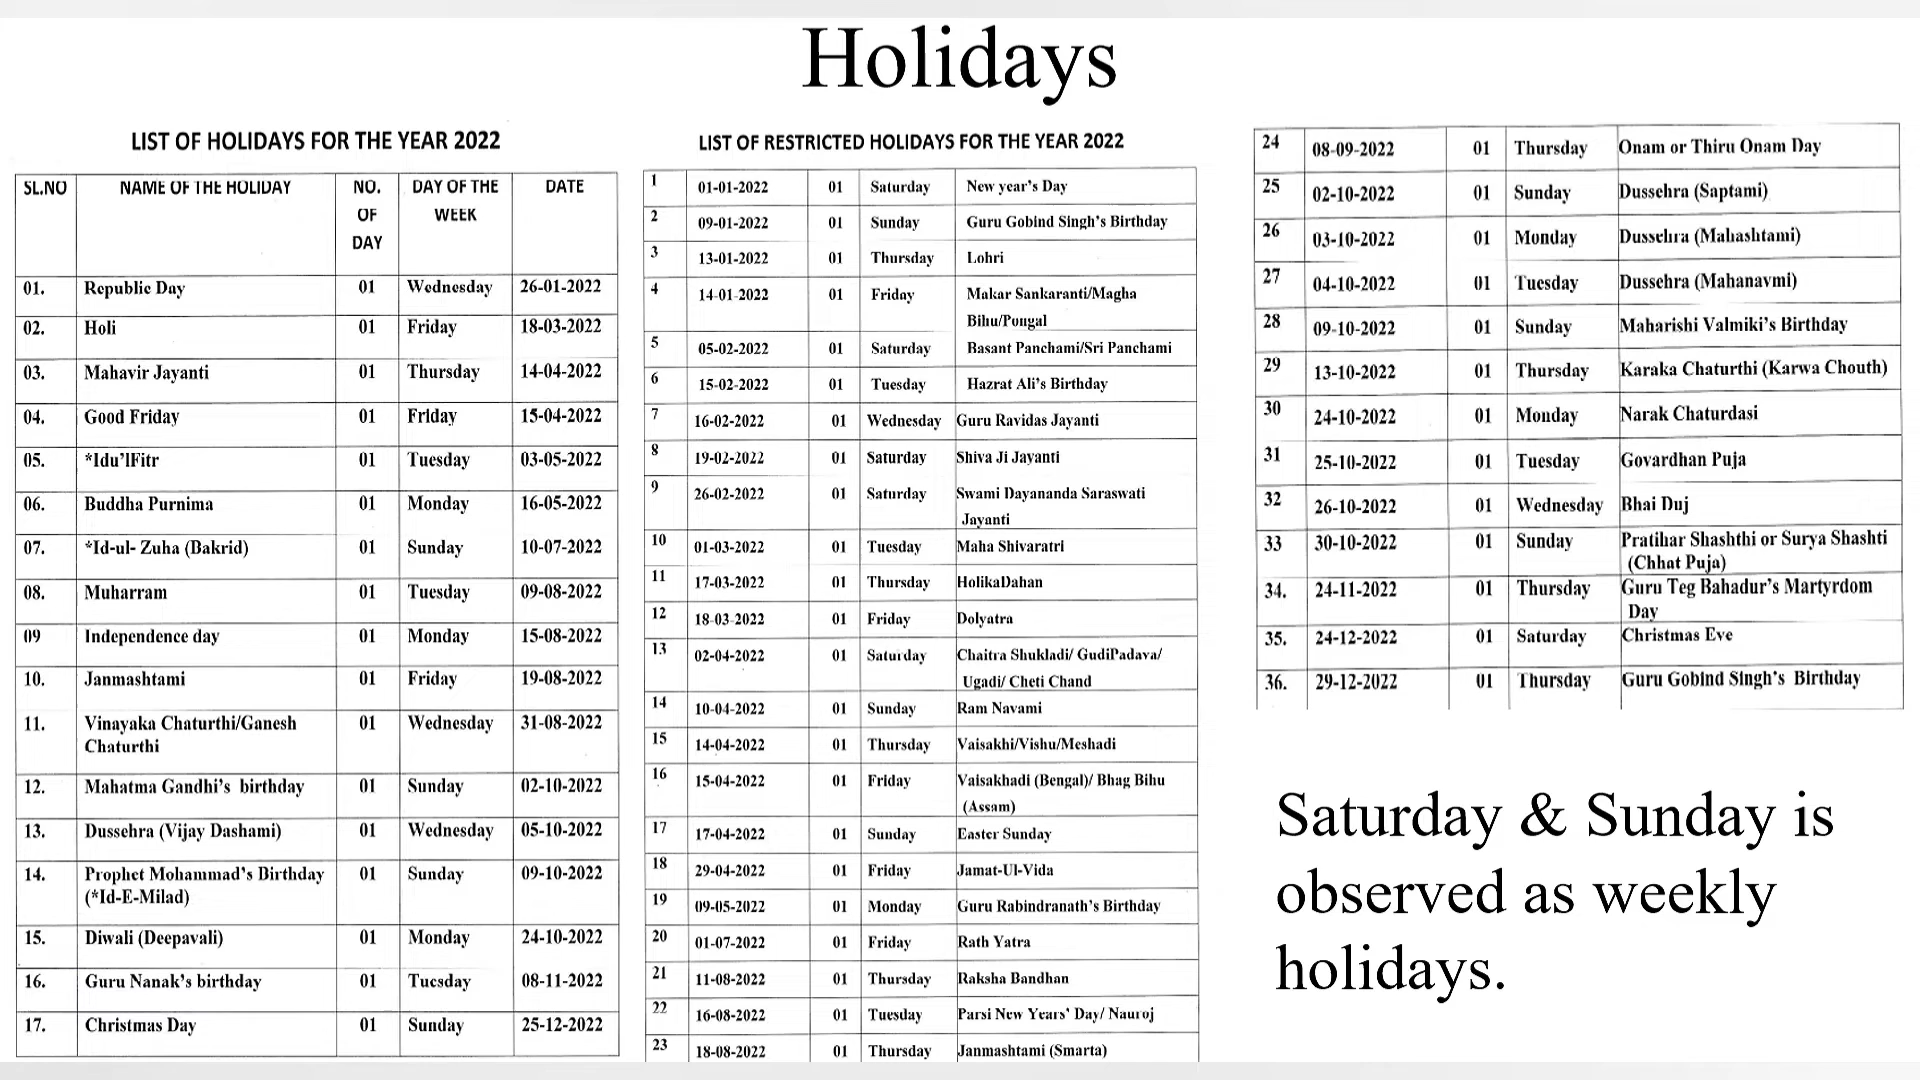 Holidays
LIST OF HOLIDAYS FOR THE YEAR 2022
SL.NO NAME OF THE HOLIDAY NO. OF DAY DAY OF THE WEEK DATE
01. Republic Day 01 Wednesday 26-01-2022
02. Holi 01 Friday 18-03-2022
03. Mahavir Jayanti 01 Thursday 14-04-2022
04. Good Friday 01 Friday 15-04-2022
05. *Idu'lFitr 01 Tuesday 03-05-2022
06. Buddha Purnima 01 Monday 16-05-2022
07. *Id-ul- Zuha (Bakrid) 01 Sunday 10-07-2022
08. Muharram 01 Tuesday 09-08-2022
09 Independence day 01 Monday 15-08-2022
10. Janmashtami 01 Friday 19-08-2022
11. Vinayaka Chaturthi/Ganesh 01 Wednesday 31-08-2022
Chaturthi
12. Mahatma Gandhi's birthday 01 Sunday 02-10-2022
13. Dussehra (Vijay Dashami) 01 Wednesday 05-10-2022
14. Prophet Mohammad's Birthday 01 Sunday 09-10-2022
(*Id-E-Milad)
15. Diwali (Deepavali) 01 Monday 24-10-2022
16. Guru Nanak's birthday 01 Tuesday 08-11-2022
17. Christmas Day 01 Sunday 25-12-2022
LIST OF RESTRICTED HOLIDAYS FOR THE YEAR 2022
1 01-01-2022 01 Saturday New year's Day
2 09-01-2022 01 Sunday Guru Gobind Singh's Birthday
3 13-01-2022 01 Thursday Lohri
4 14-01-2022 01 Friday Makar Sankaranti/Magha
Bihu/Pongal
5 05-02-2022 01 Saturday Basant Panchami/Sri Panchami
6 15-02-2022 01 Tuesday Hazrat Ali's Birthday
7 16-02-2022 01 Wednesday Guru Ravidas Jayanti
8 19-02-2022 01 Saturday Shiva Ji Jayanti
9 26-02-2022 01 Saturday Swami Dayananda Saraswati
Jayanti
10 01-03-2022 01 Tuesday Maha Shivaratri
11 17-03-2022 01 Thursday HolikaDahan
12 18-03-2022 01 Friday Dolyatra
13 02-04-2022 01 Saturday Chaitra Shukladi/ GudiPadava/
Ugadi/ Cheti Chand
14 10-04-2022 01 Sunday Ram Navami
15 14-04-2022 01 Thursday Vaisakhi/Vishu/Meshadi
16 15-04-2022 01 Friday Vaisakhadi (Bengal)/ Bhag Bihu
(Assam)
17 17-04-2022 01 Sunday Easter Sunday
18 29-04-2022 01 Friday Jamat-Ul-Vida
19 09-05-2022 01 Monday Guru Rabindranath's Birthday
20 01-07-2022 01 Friday Rath Yatra
21 11-08-2022 01 Thursday Raksha Bandhan
22 16-08-2022 01 Tuesday Parsi New Years' Day/ Nauroj
23 18-08-2022 01 Thursday Janmashtami (Smarta)
24 08-09-2022 01 Thursday Onam or Thiru Onam Day
25 02-10-2022 01 Sunday Dussehra (Saptami)
26 03-10-2022 01 Monday Dussehra (Mahashtami)
27 04-10-2022 01 Tuesday Dussehra (Mahanavmi)
28 09-10-2022 01 Sunday Maharishi Valmiki's Birthday
29 13-10-2022 01 Thursday Karaka Chaturthi (Karwa Chouth)
30 24-10-2022 01 Monday Narak Chaturdasi
31 25-10-2022 01 Tuesday Govardhan Puja
32 26-10-2022 01 Wednesday Bhai Duj
33 30-10-2022 01 Sunday Pratihar Shashthi or Surya Shashti
(Chhat Puja)
34. 24-11-2022 01 Thursday Guru Teg Bahadur's Martyrdom
Day
35. 24-12-2022 01 Saturday Christmas Eve
36. 29-12-2022 01 Thursday Guru Gobind Singh's Birthday
Saturday & Sunday is
observed as weekly
holidays.